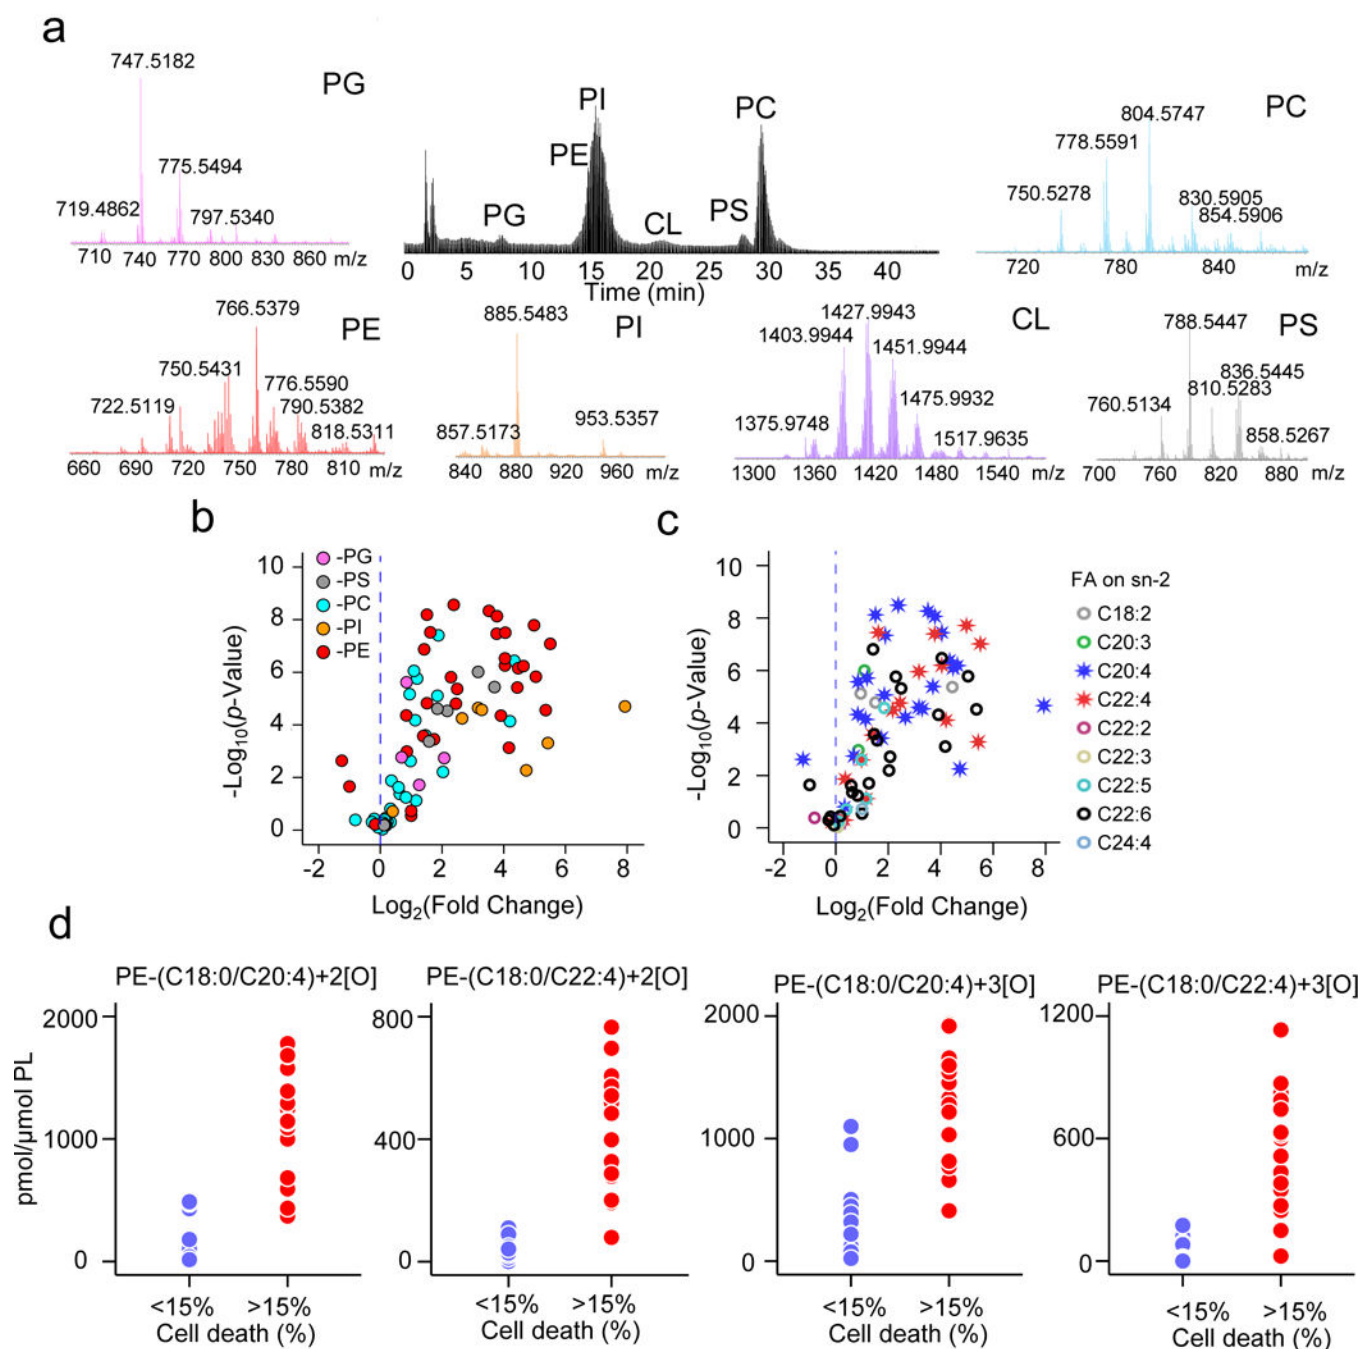 a
747.5182
PG
775.5494
719.4862
797.5340
710 740 770 800 830 860 m/z
PI
PE
PG
CL
PS
PC
0 5 10 15 20 25 30 35 40
Time (min)
PC
804.5747
778.5591
750.5278
830.5905
854.5906
720 780 840 m/z
766.5379
PE
750.5431
776.5590
722.5119
790.5382
818.5311
660 690 720 750 780 810 m/z
885.5483
PI
857.5173
953.5357
840 880 920 960 m/z
1427.9943
CL
1403.9944
1451.9944
1475.9932
1375.9748
1517.9635
1300 1360 1420 1480 1540 m/z
788.5447
PS
836.5445
810.5283
760.5134
858.5267
700 760 820 880 m/z
b
-Log10(p-Value)
10
8
6
4
2
0
-PG
-PS
-PC
-PI
-PE
-2 0 2 4 6 8
Log2(Fold Change)
c
-Log10(p-Value)
10
8
6
4
2
0
-2 0 2 4 6 8
Log2(Fold Change)
FA on sn-2
C18:2
C20:3
C20:4
C22:4
C22:2
C22:3
C22:5
C22:6
C24:4
d
PE-(C18:0/C20:4)+2[O]
pmol/µmol PL
2000
1000
0
<15% >15%
Cell death (%)
PE-(C18:0/C22:4)+2[O]
800
400
0
<15% >15%
Cell death (%)
PE-(C18:0/C20:4)+3[O]
2000
1000
0
<15% >15%
Cell death (%)
PE-(C18:0/C22:4)+3[O]
1200
600
0
<15% >15%
Cell death (%)